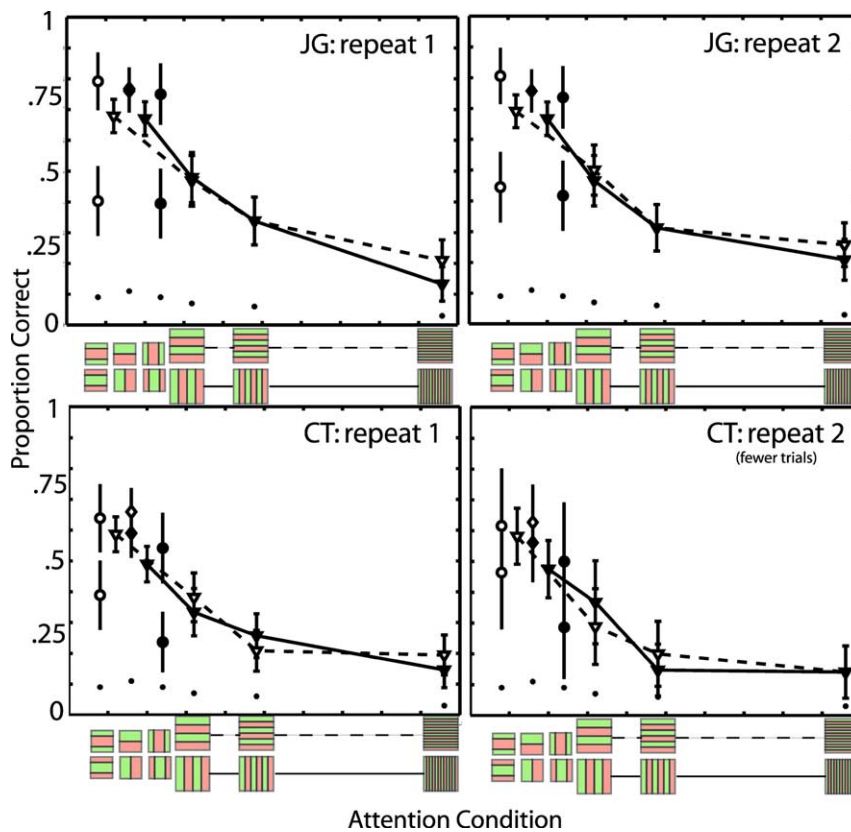 JG: repeat 1
JG: repeat 2
1
.75
.5
.25
0
CT: repeat 1
CT: repeat 2
(fewer trials)
1
.75
.5
.25
0
Proportion Correct
Attention Condition